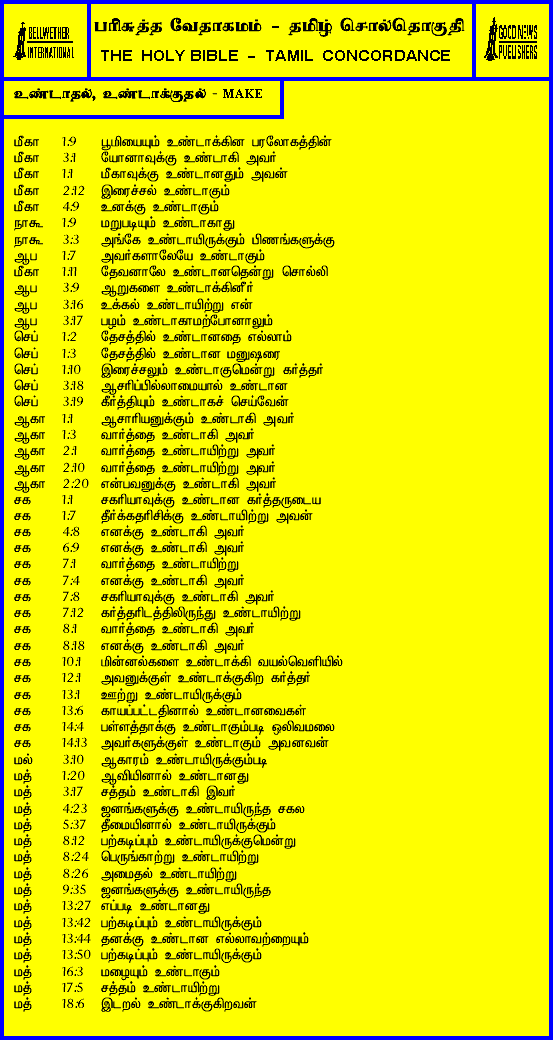 BELLWETHER INTERNATIONAL
பரிசுத்த வேதாகமம் - தமிழ் சொல்தொகுதி
THE HOLY BIBLE - TAMIL CONCORDANCE
GOOD NEWS PUBLISHERS
உண்டாதல், உண்டாக்குதல் - MAKE
மீகா 1:9 பூமியையும் உண்டாக்கின பரலோகத்தின்
மீகா 3:1 யோனாவுக்கு உண்டாகி அவர்
மீகா 1:1 மீகாவுக்கு உண்டானதும் அவன்
மீகா 2:12 இரைச்சல் உண்டாகும்
மீகா 4:9 உனக்கு உண்டாகும்
நாகூ 1:9 மறுபடியும் உண்டாகாது
நாகூ 3:3 அங்கே உண்டாயிருக்கும் பிணங்களுக்கு
ஆப 1:7 அவர்களாலேயே உண்டாகும்
மீகா 1:11 தேவனாலே உண்டானதென்று சொல்லி
ஆப 3:9 ஆறுகளை உண்டாக்கினீர்
ஆப 3:16 உக்கல் உண்டாயிற்று என்
ஆப 3:17 பழம் உண்டாகாமற்போனாலும்
செப் 1:2 தேசத்தில் உண்டானதை எல்லாம்
செப் 1:3 தேசத்தில் உண்டான மனுஷரை
செப் 1:10 இரைச்சலும் உண்டாகுமென்று கர்த்தர்
செப் 3:18 ஆசரிப்பில்லாமையால் உண்டான
செப் 3:19 கீர்த்தியும் உண்டாகச் செய்வேன்
ஆகா 1:1 ஆசாரியனுக்கும் உண்டாகி அவர்
ஆகா 1:3 வார்த்தை உண்டாகி அவர்
ஆகா 2:1 வார்த்தை உண்டாயிற்று அவர்
ஆகா 2:10 வார்த்தை உண்டாயிற்று அவர்
ஆகா 2:20 என்பவனுக்கு உண்டாகி அவர்
சக 1:1 சகரியாவுக்கு உண்டான கர்த்தருடைய
சக 1:7 தீர்க்கதரிசிக்கு உண்டாயிற்று அவன்
சக 4:8 எனக்கு உண்டாகி அவர்
சக 6:9 எனக்கு உண்டாகி அவர்
சக 7:1 வார்த்தை உண்டாயிற்று
சக 7:4 எனக்கு உண்டாகி அவர்
சக 7:8 சகரியாவுக்கு உண்டாகி அவர்
சக 7:12 கர்த்தரிடத்திலிருந்து உண்டாயிற்று
சக 8:1 வார்த்தை உண்டாகி அவர்
சக 8:18 எனக்கு உண்டாகி அவர்
சக 10:1 மின்னல்களை உண்டாக்கி வயல்வெளியில்
சக 12:1 அவனுக்குள் உண்டாக்குகிற கர்த்தர்
சக 13:1 ஊற்று உண்டாயிருக்கும்
சக 13:6 காயப்பட்டதினால் உண்டானவைகள்
சக 14:4 பள்ளத்தாக்கு உண்டாகும்படி ஒலிவமலை
சக 14:13 அவர்களுக்குள் உண்டாகும் அவனவன்
மல் 3:10 ஆகாரம் உண்டாயிருக்கும்படி
மத் 1:20 ஆவியினால் உண்டானது
மத் 3:17 சத்தம் உண்டாகி இவர்
மத் 4:23 ஜனங்களுக்கு உண்டாயிருந்த சகல
மத் 5:37 தீமையினால் உண்டாயிருக்கும்
மத் 8:12 பற்கடிப்பும் உண்டாயிருக்குமென்று
மத் 8:24 பெருங்காற்று உண்டாயிற்று
மத் 8:26 அமைதல் உண்டாயிற்று
மத் 9:35 ஜனங்களுக்கு உண்டாயிருந்த
மத் 13:27 எப்படி உண்டானது
மத் 13:42 பற்கடிப்பும் உண்டாயிருக்கும்
மத் 13:44 தனக்கு உண்டான எல்லாவற்றையும்
மத் 13:50 பற்கடிப்பும் உண்டாயிருக்கும்
மத் 16:3 மழையும் உண்டாகும்
மத் 17:5 சத்தம் உண்டாயிற்று
மத் 18:6 இடறல் உண்டாக்குகிறவன்